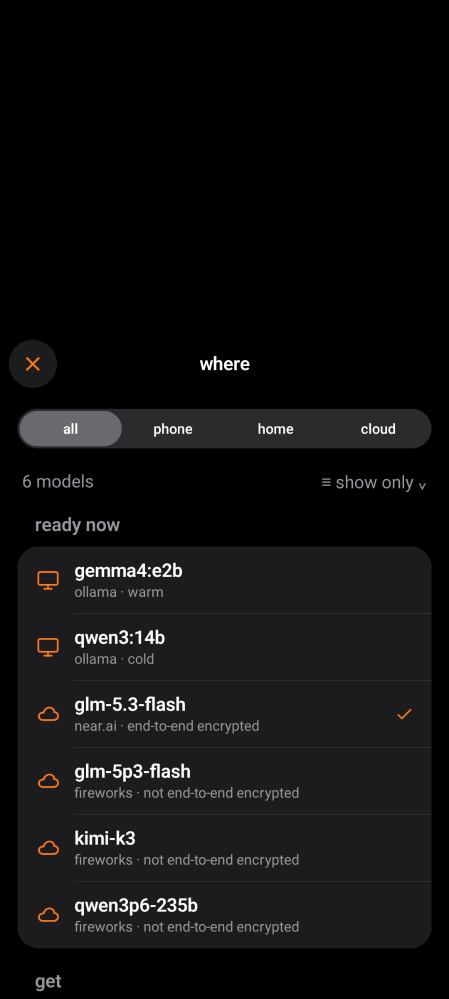 where
all phone home cloud
6 models ≡ show only
ready now
gemma4:e2b
ollama · warm
qwen3:14b
ollama · cold
glm-5.3-flash
near.ai · end-to-end encrypted
glm-5p3-flash
fireworks · not end-to-end encrypted
kimi-k3
fireworks · not end-to-end encrypted
qwen3p6-235b
fireworks · not end-to-end encrypted
get